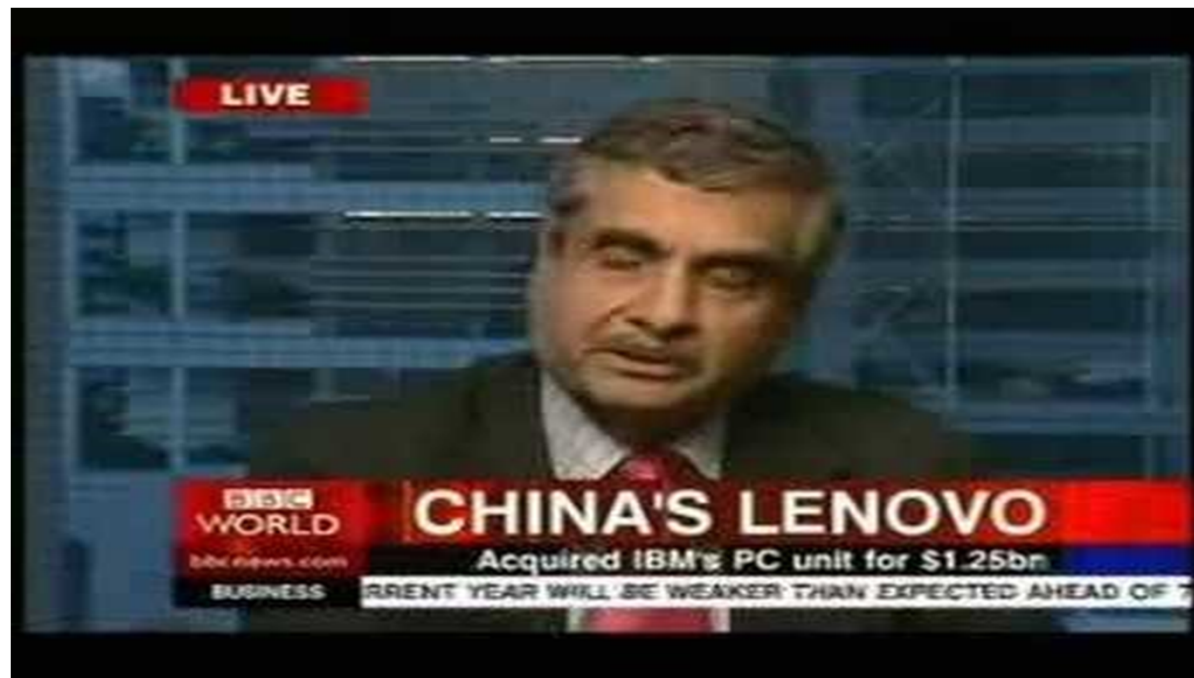 LIVE
BBC
WORLD
CHINA'S LENOVO
bbcnews.com
Acquired IBM's PC unit for $1.25bn
BUSINESS
RRENT YEAR WILL BE WEAKER THAN EXPECTED AHEAD OF